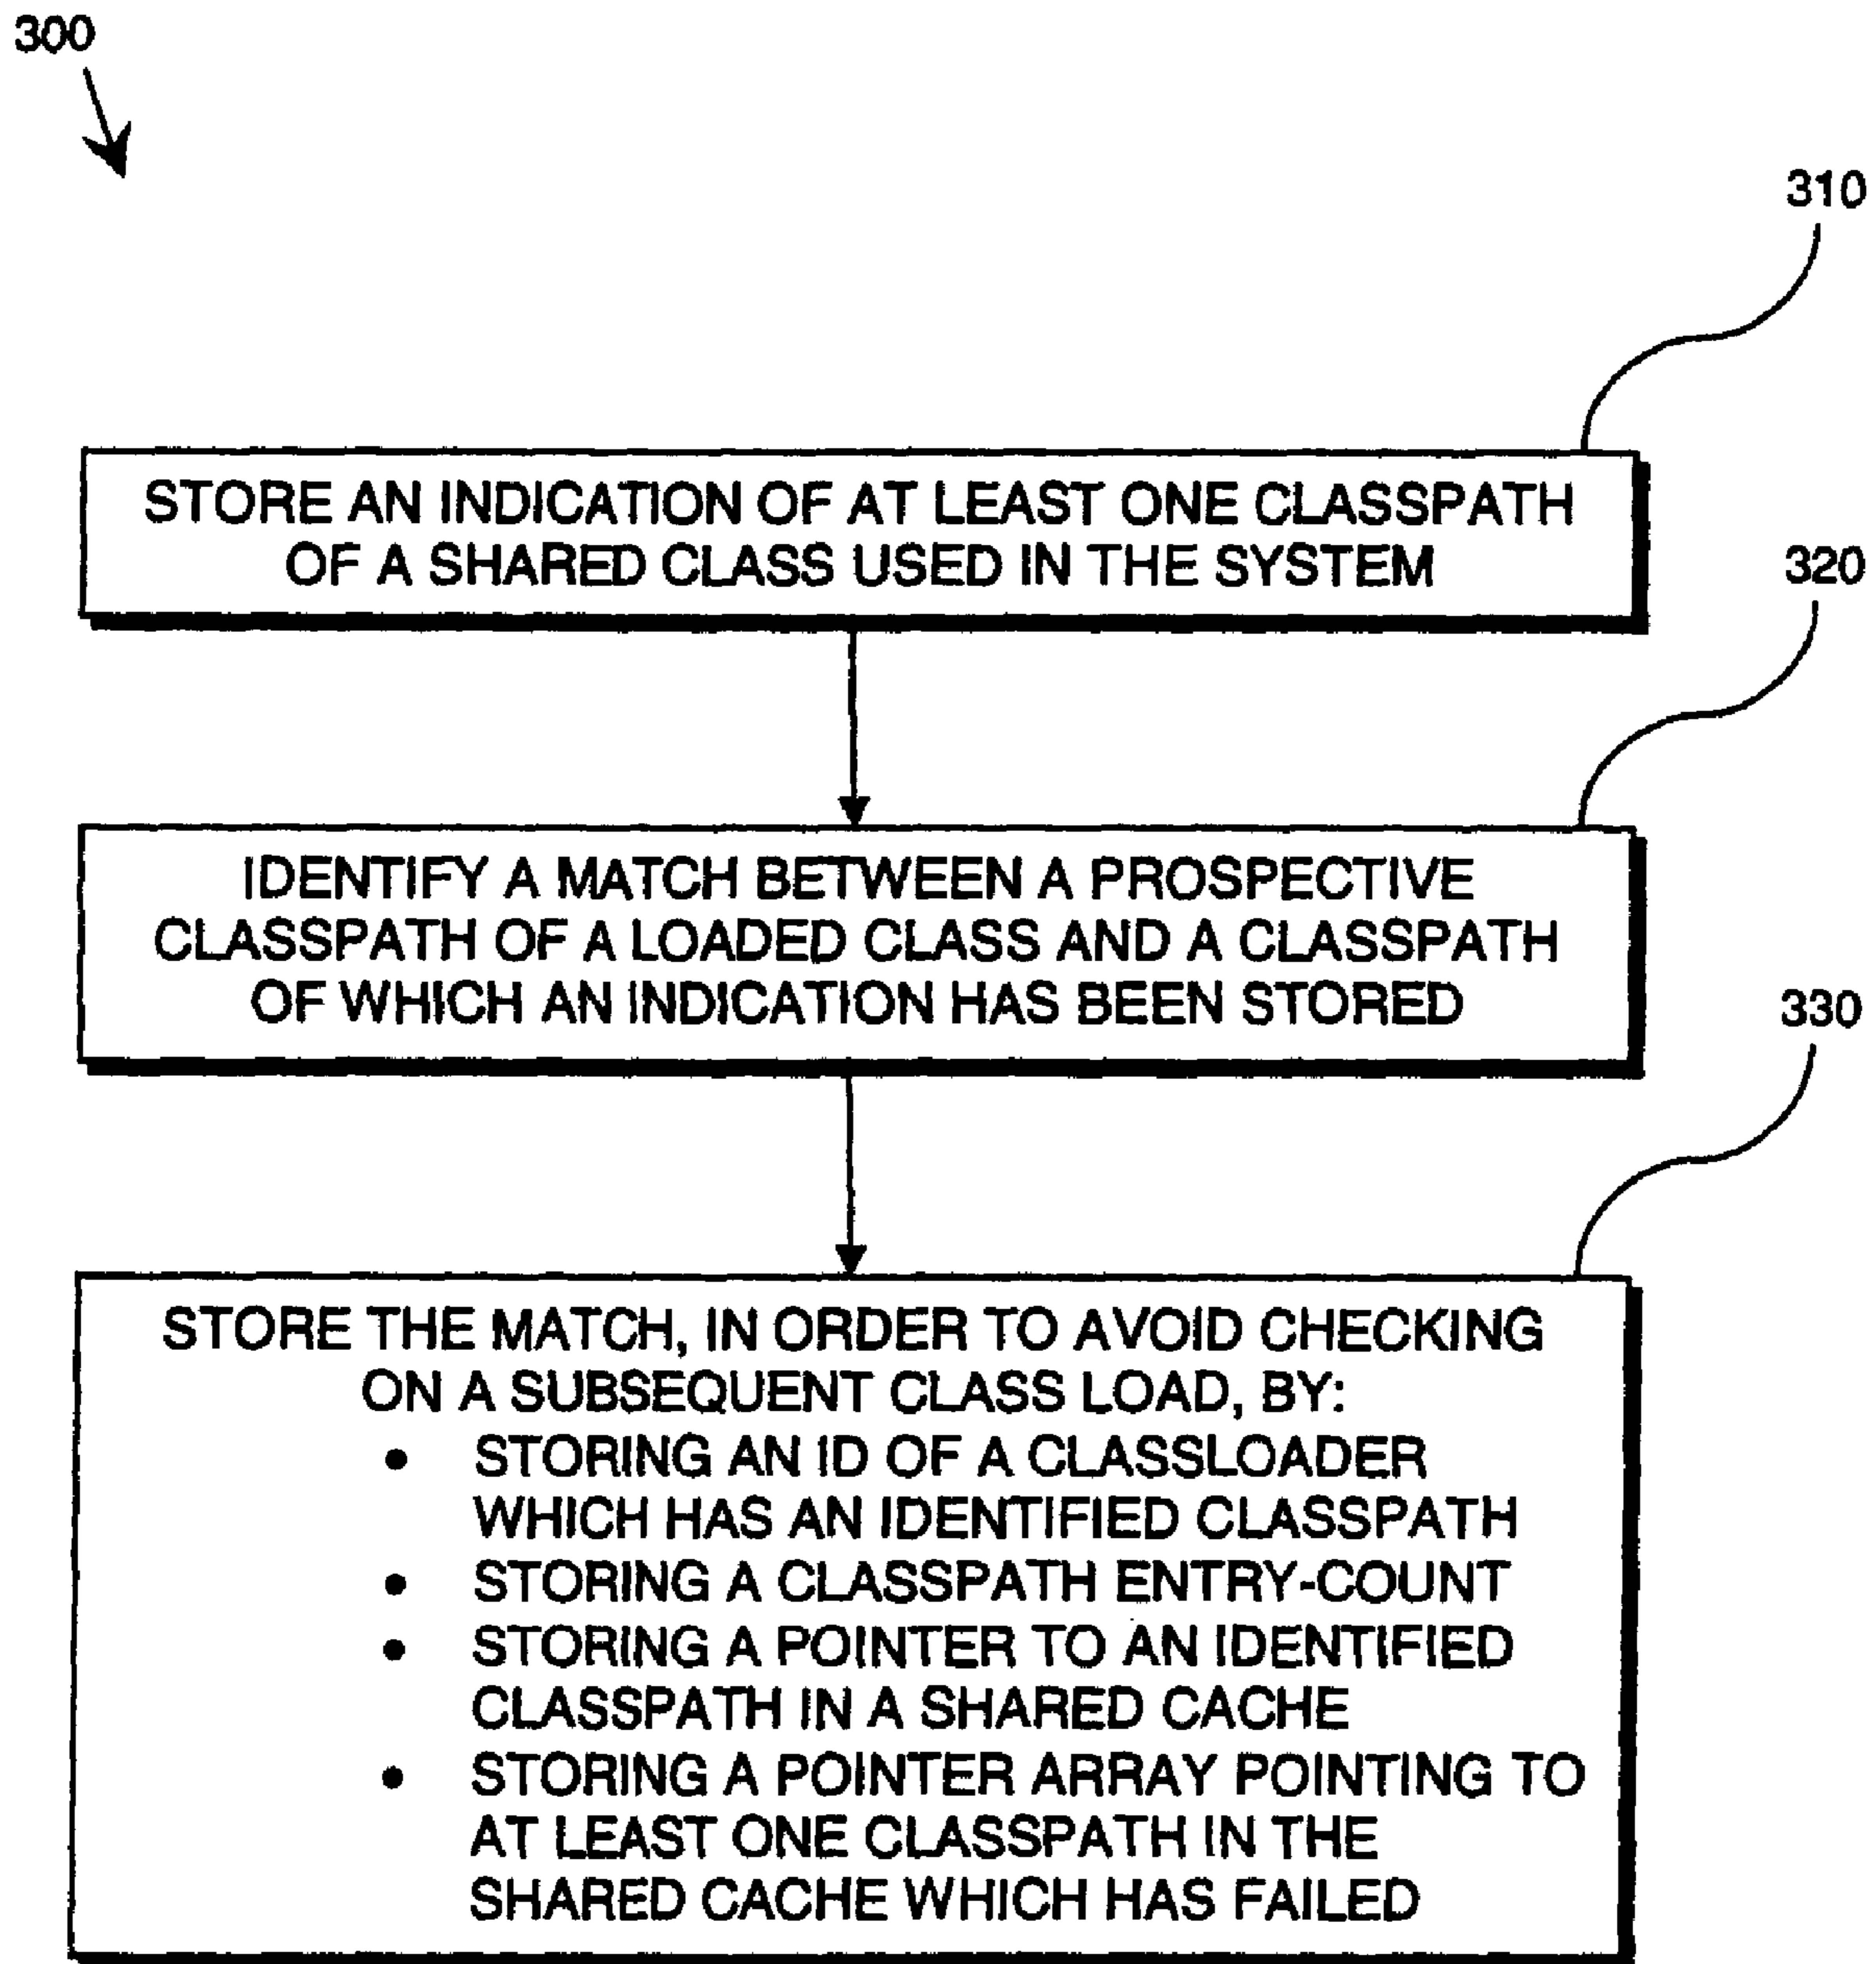 300
310
STORE AN INDICATION OF AT LEAST ONE CLASSPATH
OF A SHARED CLASS USED IN THE SYSTEM
320
IDENTIFY A MATCH BETWEEN A PROSPECTIVE
CLASSPATH OF A LOADED CLASS AND A CLASSPATH
OF WHICH AN INDICATION HAS BEEN STORED
330
STORE THE MATCH, IN ORDER TO AVOID CHECKING
ON A SUBSEQUENT CLASS LOAD, BY:
• STORING AN ID OF A CLASSLOADER
WHICH HAS AN IDENTIFIED CLASSPATH
• STORING A CLASSPATH ENTRY-COUNT
• STORING A POINTER TO AN IDENTIFIED
CLASSPATH IN A SHARED CACHE
• STORING A POINTER ARRAY POINTING TO
AT LEAST ONE CLASSPATH IN THE
SHARED CACHE WHICH HAS FAILED